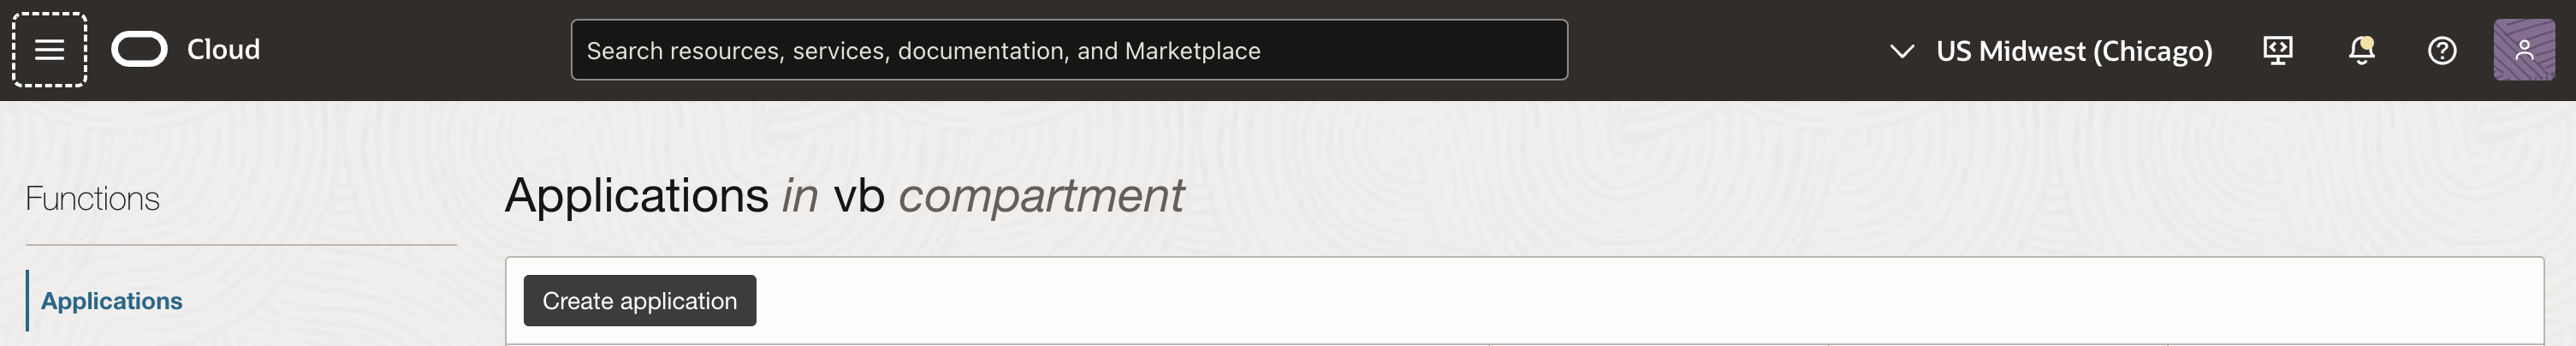 Cloud
Search resources, services, documentation, and Marketplace
US Midwest (Chicago)
Functions
Applications in vb compartment
Applications
Create application